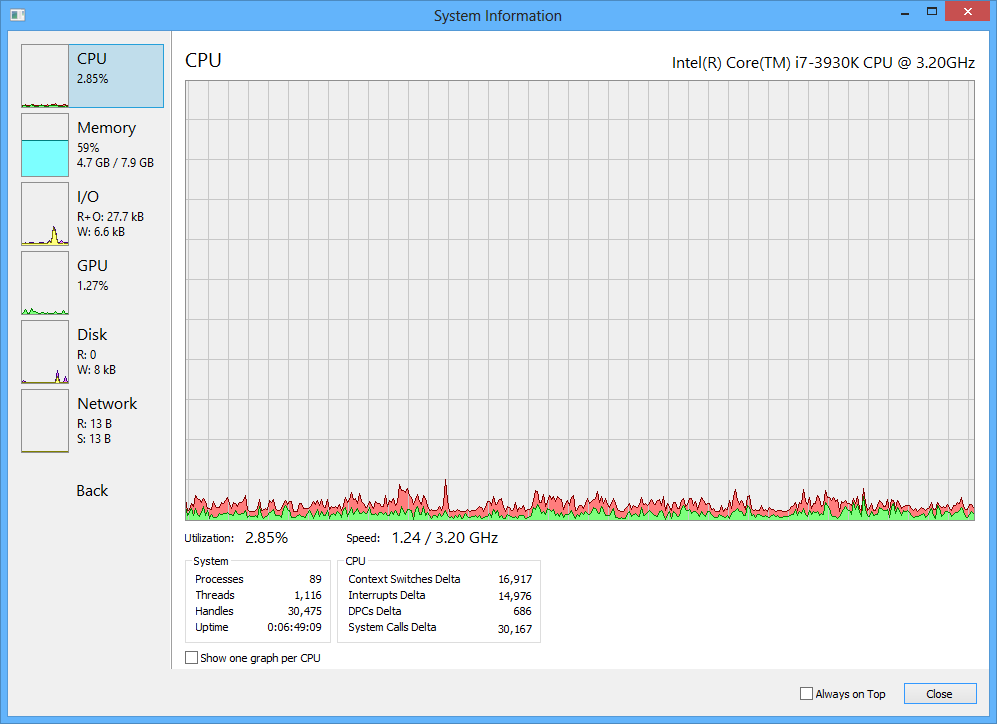 System Information
CPU
2.85%
Memory
59%
4.7 GB / 7.9 GB
I/O
R+O: 27.7 kB
W: 6.6 kB
GPU
1.27%
Disk
R: 0
W: 8 kB
Network
R: 13 B
S: 13 B
Back
CPU Intel(R) Core(TM) i7-3930K CPU @ 3.20GHz
Utilization: 2.85% Speed: 1.24 / 3.20 GHz
System
Processes 89
Threads 1,116
Handles 30,475
Uptime 0:06:49:09
CPU
Context Switches Delta 16,917
Interrupts Delta 14,976
DPCs Delta 686
System Calls Delta 30,167
Show one graph per CPU
Always on Top Close